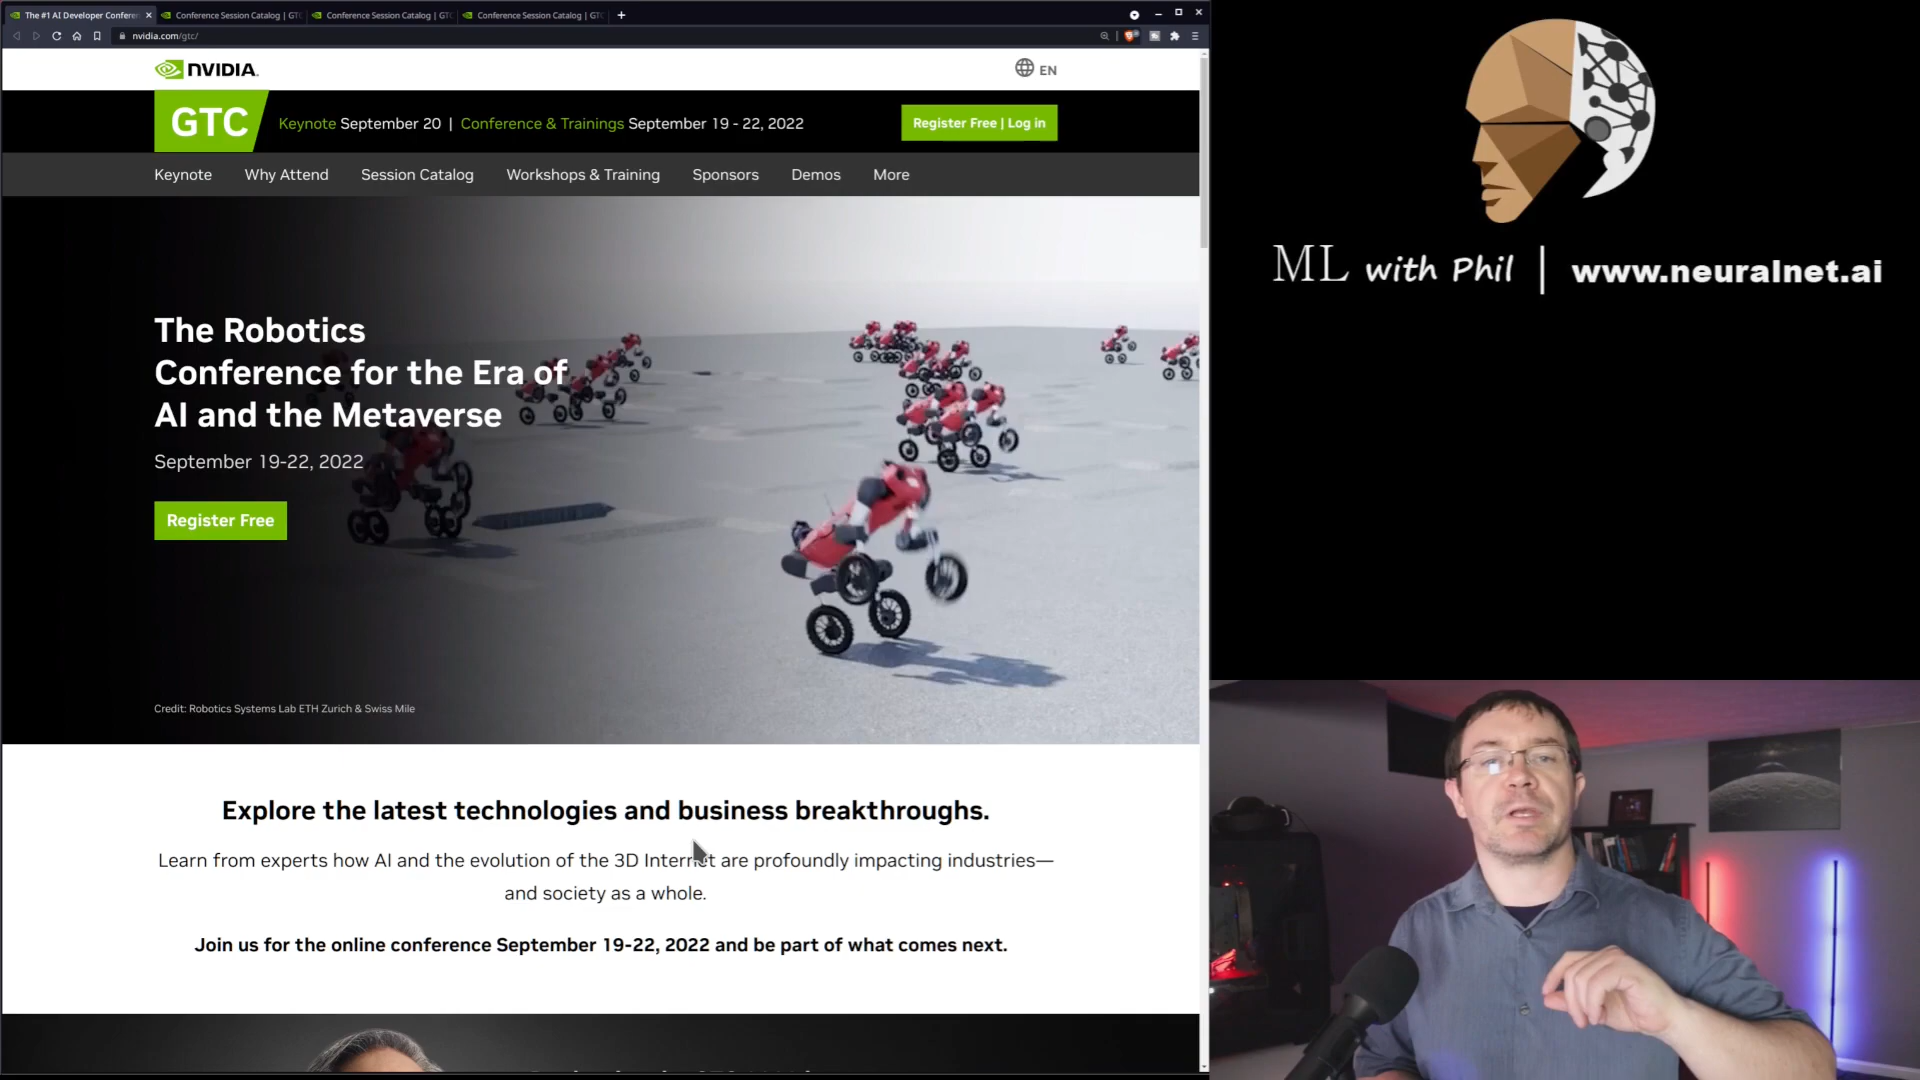 The #1 AI Developer Conferen
Conference Session Catalog | GT
Conference Session Catalog | GT
Conference Session Catalog | GT
nvidia.com/gtc/
NVIDIA.
EN
GTC
Keynote September 20 | Conference & Trainings September 19 - 22, 2022
Register Free | Log in
Keynote
Why Attend
Session Catalog
Workshops & Training
Sponsors
Demos
More
The Robotics
Conference for the Era of
AI and the Metaverse
September 19-22, 2022
Register Free
Credit: Robotics Systems Lab ETH Zurich & Swiss Mile
Explore the latest technologies and business breakthroughs.
Learn from experts how AI and the evolution of the 3D Internet are profoundly impacting industries—
and society as a whole.
Join us for the online conference September 19-22, 2022 and be part of what comes next.
ML with Phil | www.neuralnet.ai